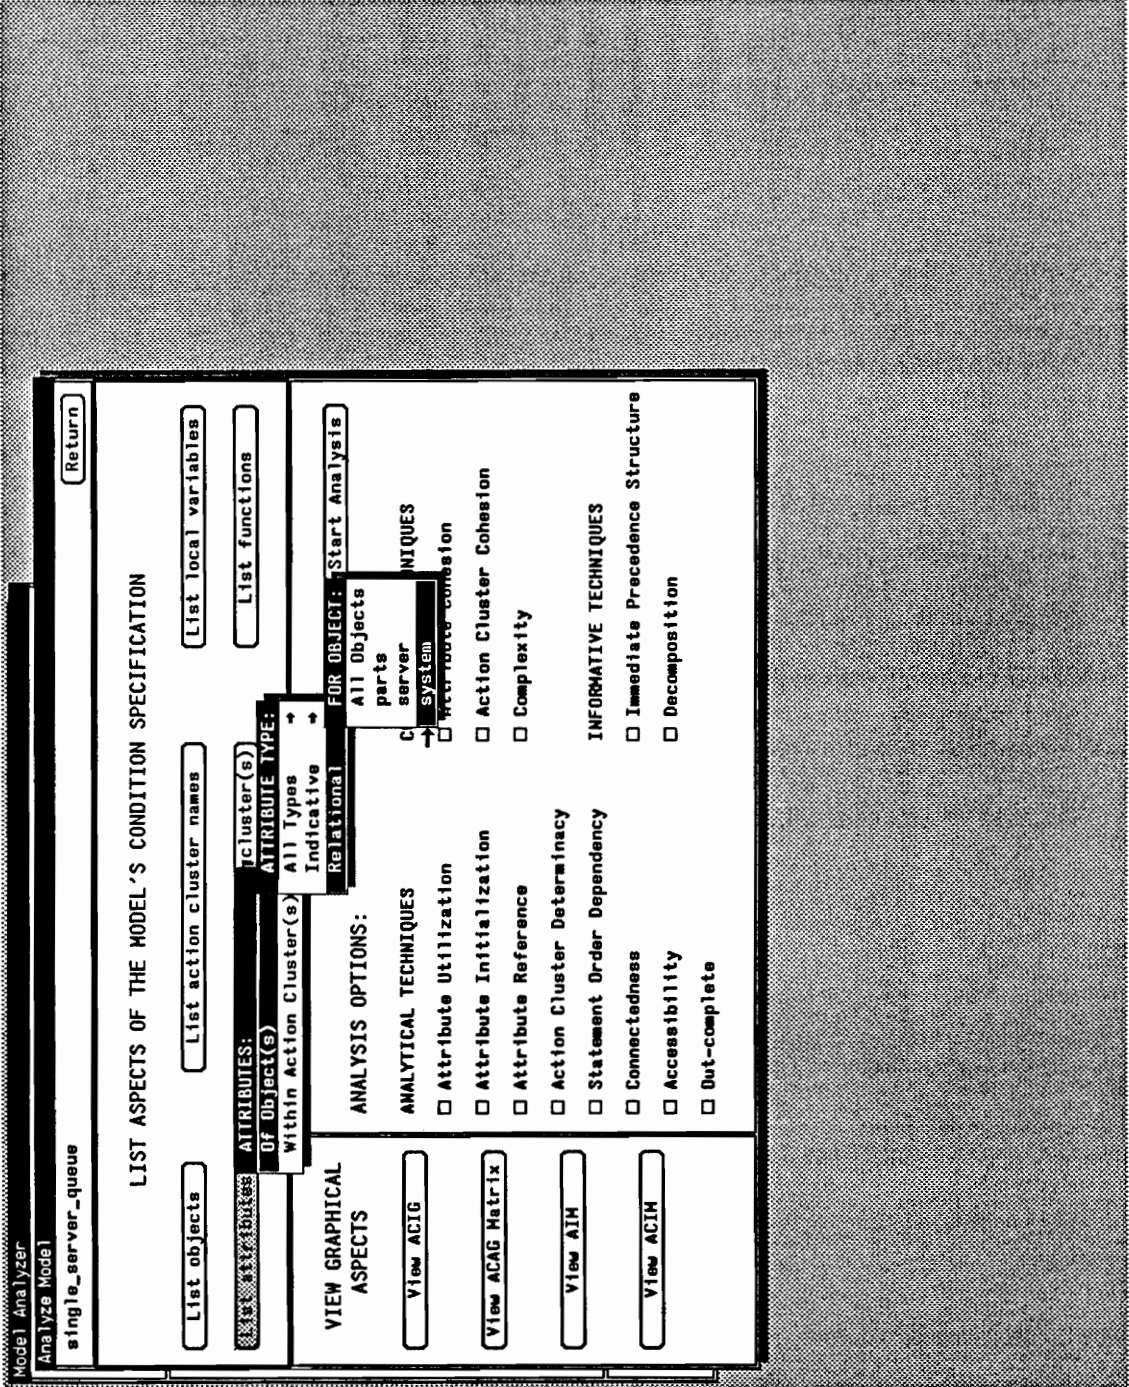 Model Analyzer
Analyze Model
single_server_queue
Return
LIST ASPECTS OF THE MODEL'S CONDITION SPECIFICATION
List objects
List action cluster names
List local variables
List attributes
ATTRIBUTES:
cluster(s)
List functions
Of Object(s)
Within Action Cluster(s)
ATTRIBUTE TYPE:
All Types →
Indicative →
Relational
FOR OBJECT:
All Objects
parts
server
system
VIEW GRAPHICAL
ASPECTS
View ACIG
View ACAG Matrix
View AIM
View ACIM
ANALYSIS OPTIONS:
Start Analysis
ANALYTICAL TECHNIQUES
Attribute Utilization
Attribute Initialization
Attribute Reference
Action Cluster Determinacy
Statement Order Dependency
Connectedness
Accessibility
Out-complete
C NIQUES
Attribute Cohesion
Action Cluster Cohesion
Complexity
INFORMATIVE TECHNIQUES
Immediate Precedence Structure
Decomposition